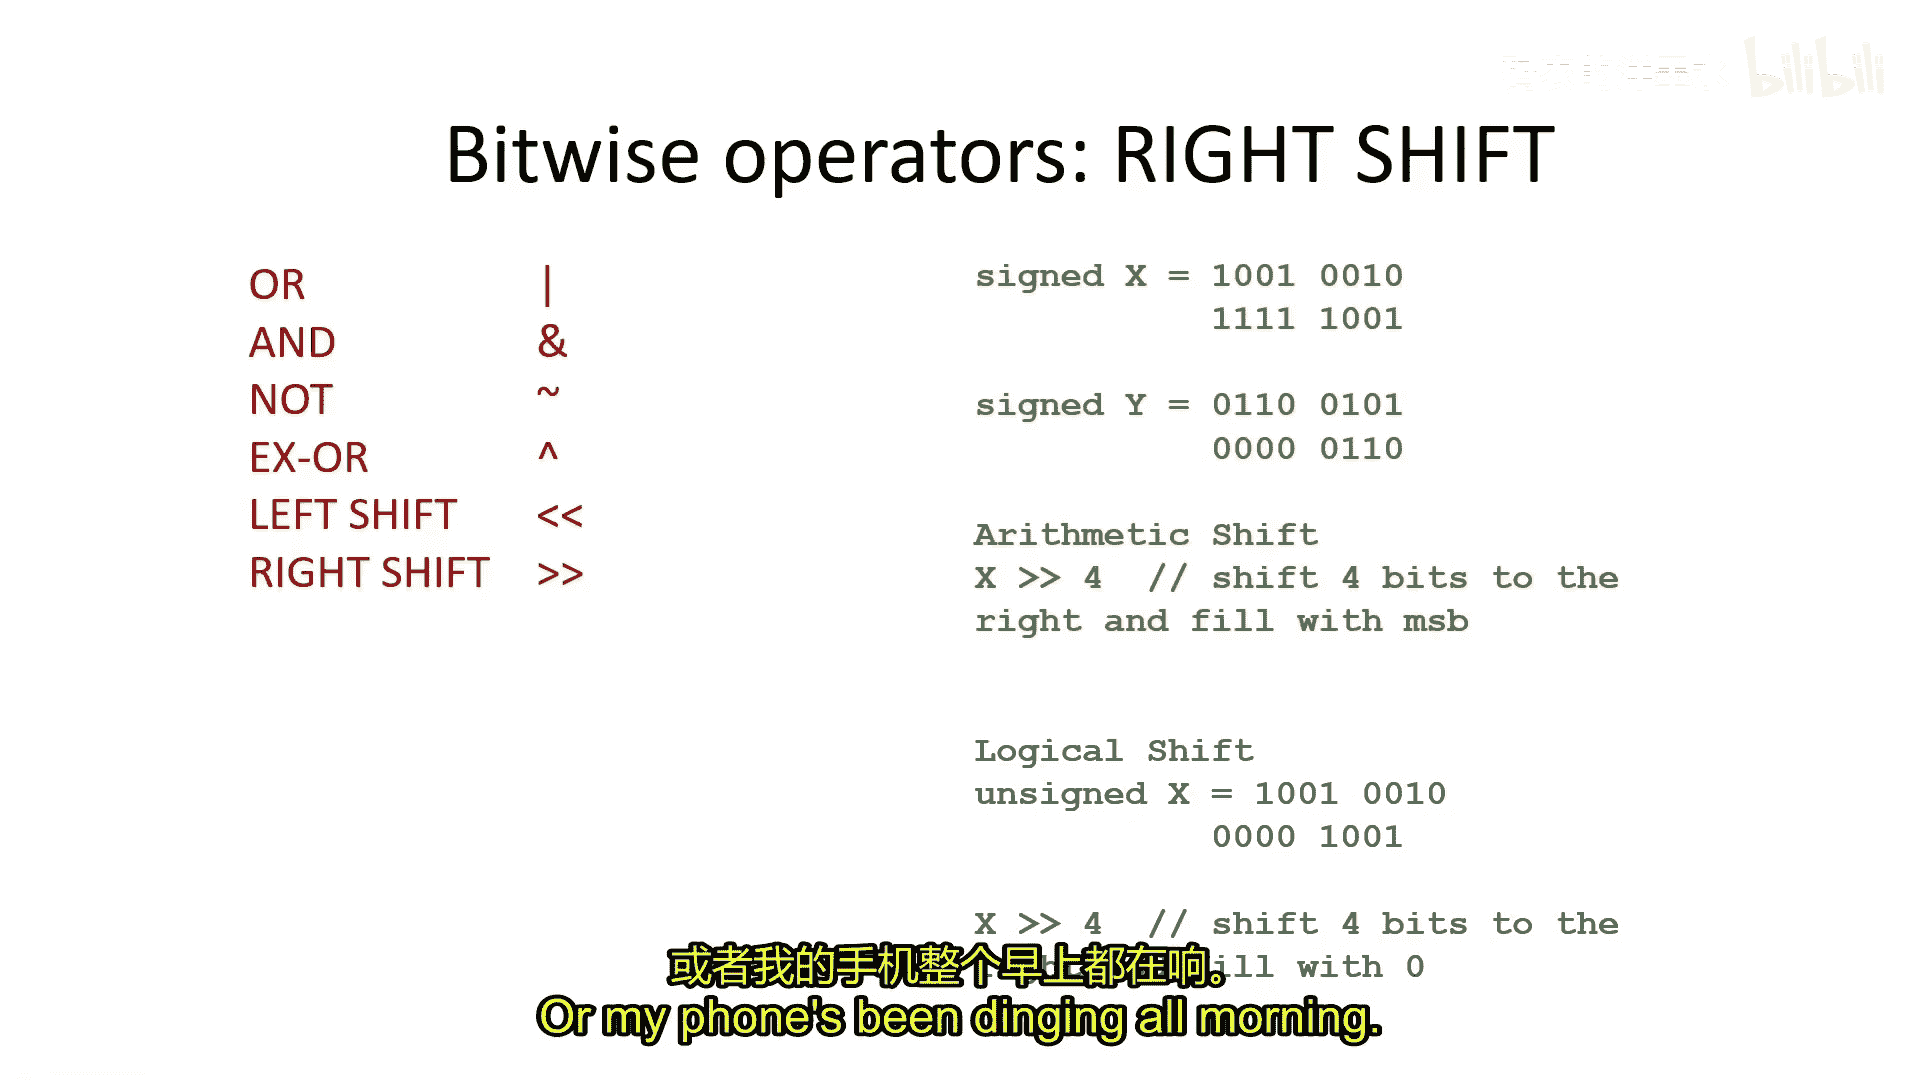 bilibili
Bitwise operators: RIGHT SHIFT
OR |
AND &
NOT ~
EX-OR ^
LEFT SHIFT <<
RIGHT SHIFT >>
signed X = 1001 0010
1111 1001
signed Y = 0110 0101
0000 0110
Arithmetic Shift
X >> 4 // shift 4 bits to the
right and fill with msb
Logical Shift
unsigned X = 1001 0010
0000 1001
X >> 4 // shift 4 bits to the
with 0
或者我的手机整个早上都在响。
Or my phone's been dinging all morning.